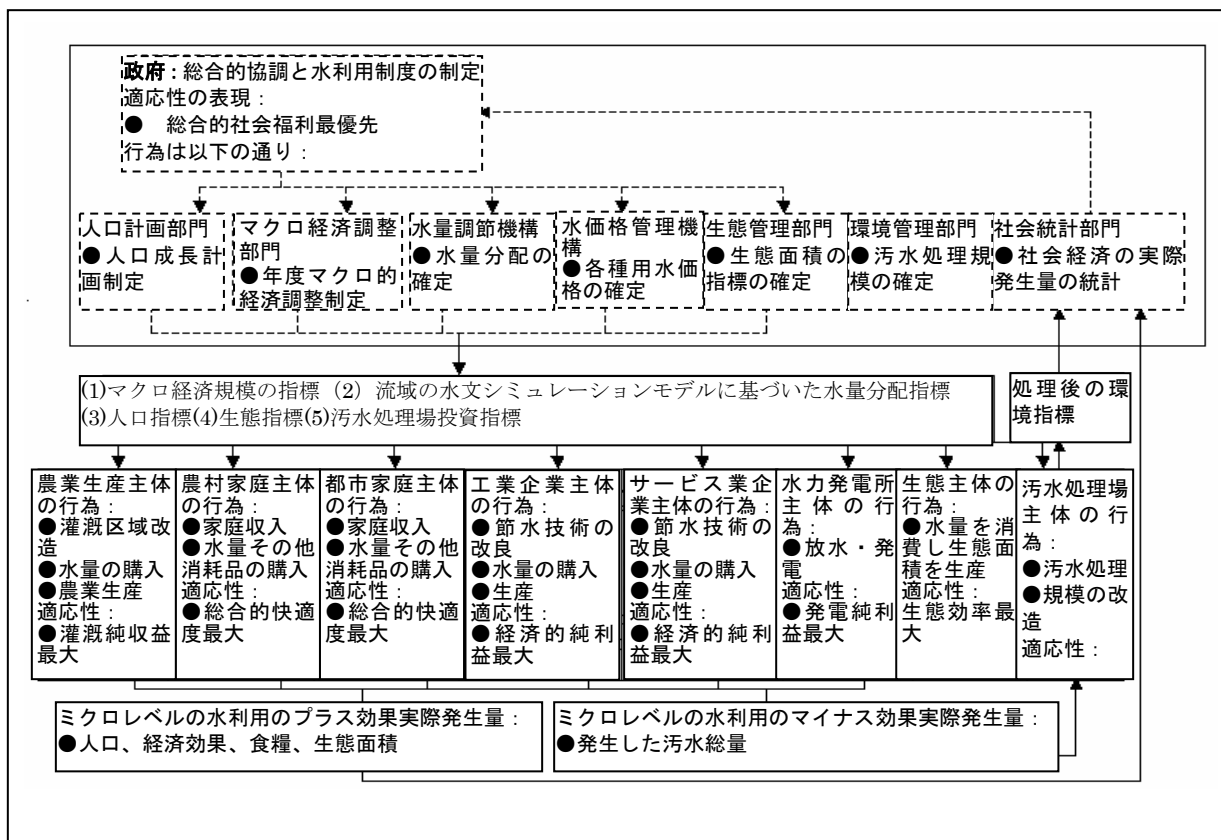 政府：総合的協調と水利用制度の制定
適応性の表現：
● 総合的社会福利最優先
行為は以下の通り：
人口計画部門
●人口成長計
画制定
マクロ経済調整
部門
●年度マクロ的
経済調整制定
水量調節機構
●水量分配の
確定
水価格管理機
構
●各種用水価
格の確定
生態管理部門
●生態面積の
指標の確定
環境管理部門
●汚水処理規
模の確定
社会統計部門
●社会経済の実際
発生量の統計
(1)マクロ経済規模の指標（2）流域の水文シミュレーションモデルに基づいた水量分配指標
(3)人口指標(4)生態指標(5)汚水処理場投資指標
処理後の環
境指標
農業生産主体
の行為：
●灌漑区域改
造
●水量の購入
●農業生産
適応性：
●灌漑純収益
最大
農村家庭主体
の行為：
●家庭収入
●水量その他
消耗品の購入
適応性：
●総合的快適
度最大
都市家庭主体
の行為：
●家庭収入
●水量その他
消耗品の購入
適応性：
●総合的快適
度最大
工業企業主体
の行為：
●節水技術の
改良
●水量の購入
●生産
適応性：
●経済的純利
益最大
サービス業企
業主体の行為：
●節水技術の
改良
●水量の購入
●生産
適応性：
●経済的純利
益最大
水力発電所
主体の行
為：
●放水・発
電
適応性：
●発電純利
益最大
生態主体の
行為：
●水量を消
費し生態面
積を生産
適応性：
生態効率最
大
汚水処理場
主体の行
為：
●汚水処理
●規模の改
造
適応性：
ミクロレベルの水利用のプラス効果実際発生量：
●人口、経済効果、食糧、生態面積
ミクロレベルの水利用のマイナス効果実際発生量：
●発生した汚水総量